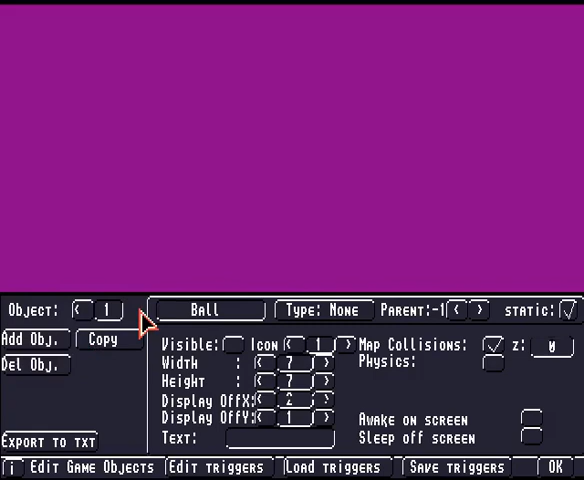 Object: < 1 Ball Type: None Parent:-1 < > static:
Add Obj. Copy
Visible: Icon < 1 > Map Collisions: z: 0
Del Obj. Width : < 7 > Physics:
Height : < 7 >
Display OffX: < 2 >
Display OffY: < 1 > Awake on screen
Export to txt Text: Sleep off screen
i Edit Game Objects Edit triggers Load triggers Save triggers OK